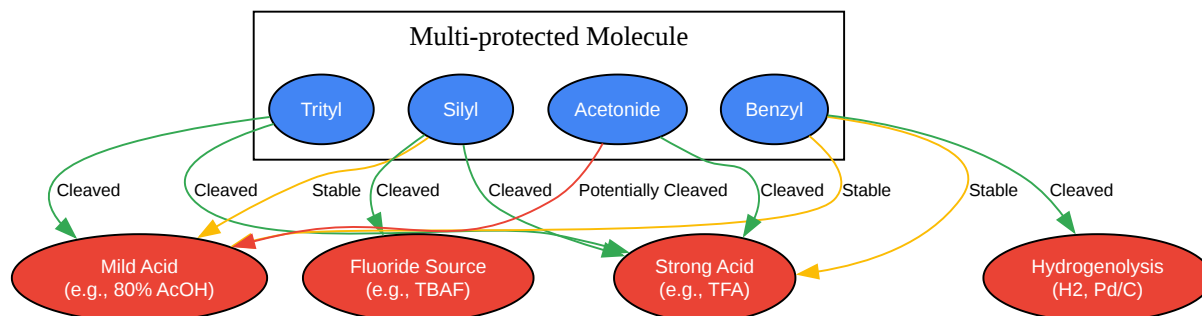 Multi-protected Molecule
Trityl
Silyl
Acetonide
Benzyl
Cleaved
Cleaved
Stable
Cleaved
Cleaved
Potentially Cleaved
Cleaved
Stable
Stable
Cleaved
Mild Acid
(e.g., 80% AcOH)
Fluoride Source
(e.g., TBAF)
Strong Acid
(e.g., TFA)
Hydrogenolysis
(H2, Pd/C)